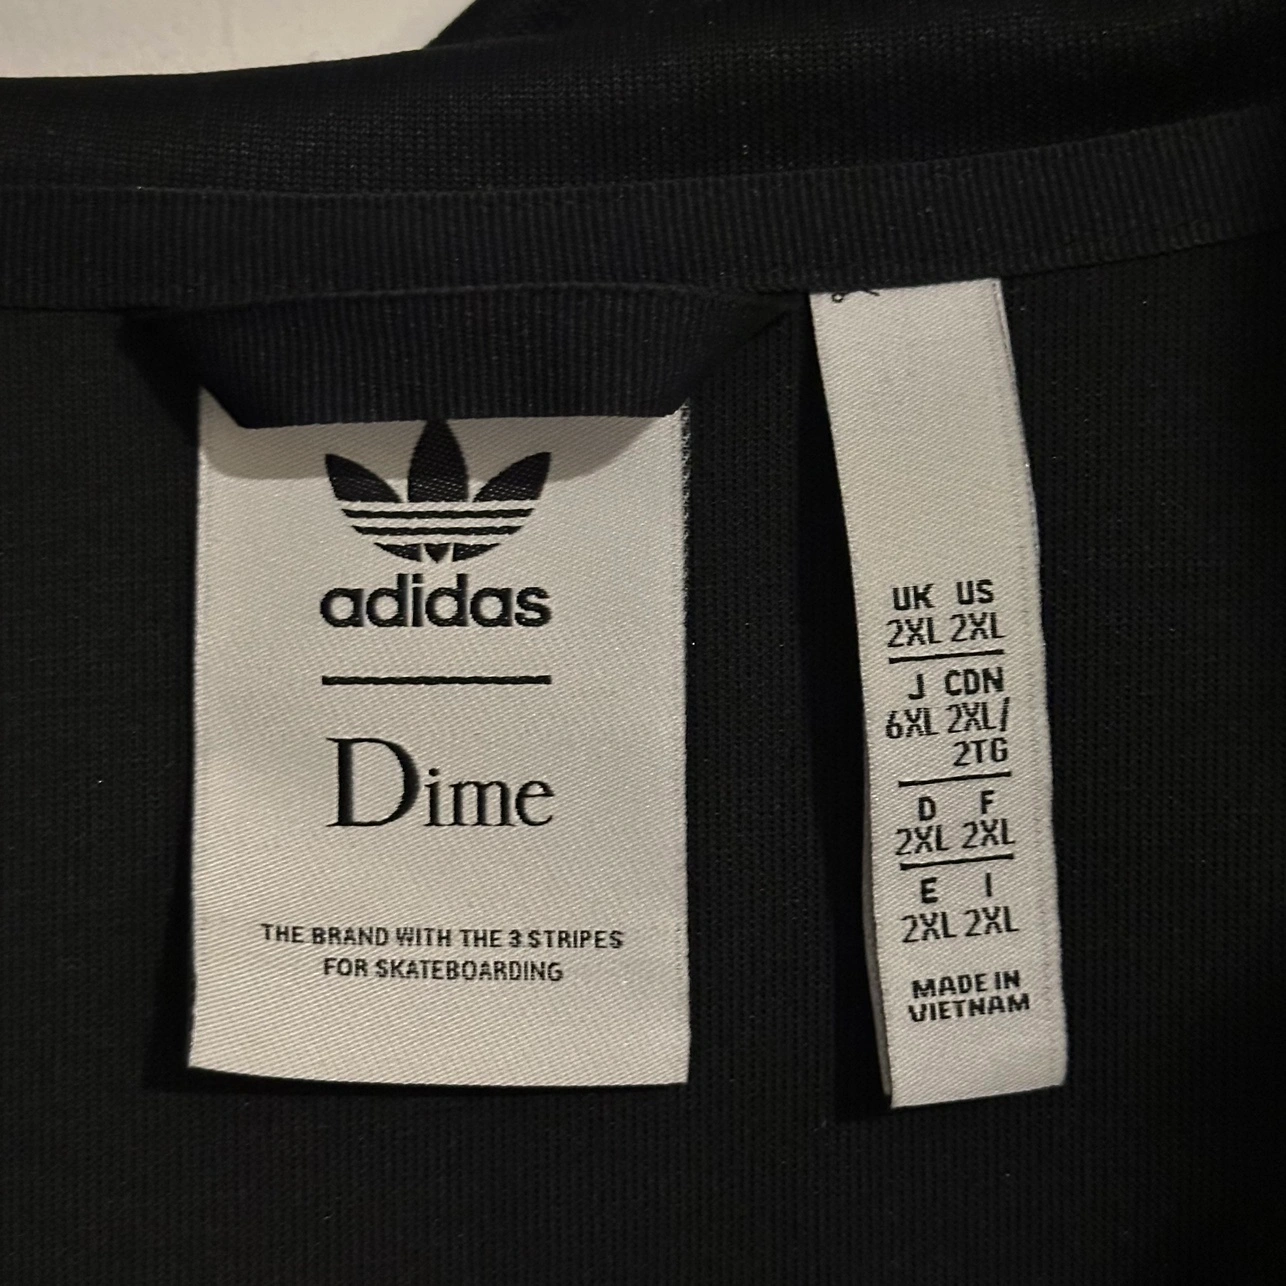 adidas
Dime
THE BRAND WITH THE 3 STRIPES
FOR SKATEBOARDING
UK US
2XL 2XL
J CDN
6XL 2XL/
2TG
D F
2XL 2XL
E I
2XL 2XL
MADE IN
VIETNAM